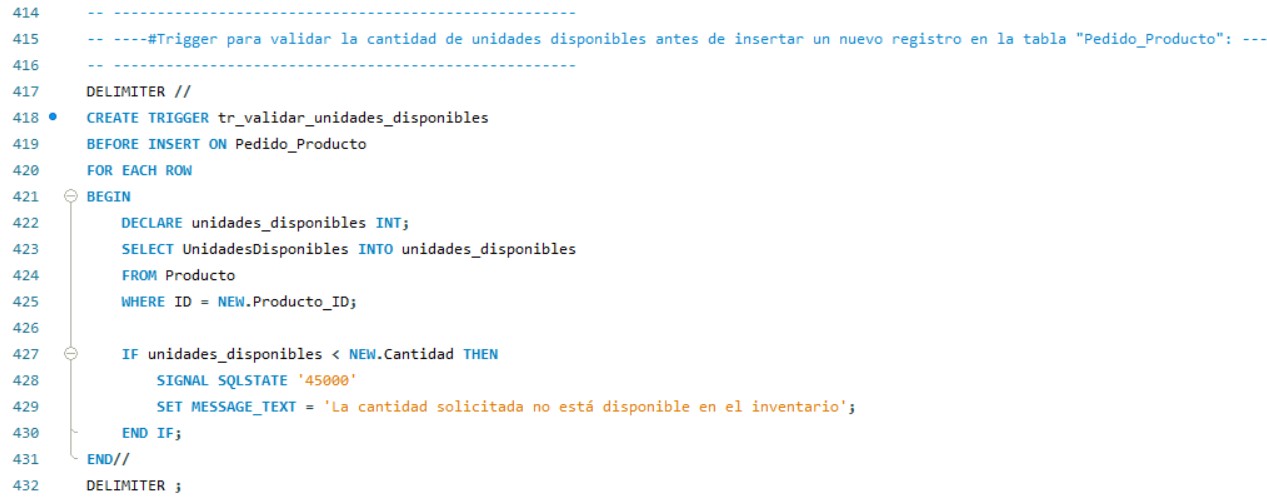 414 -- -----------------------------------------------------
415 -- ----#Trigger para validar la cantidad de unidades disponibles antes de insertar un nuevo registro en la tabla "Pedido_Producto": ---
416 -- -----------------------------------------------------
417 DELIMITER //
418 CREATE TRIGGER tr_validar_unidades_disponibles
419 BEFORE INSERT ON Pedido_Producto
420 FOR EACH ROW
421 BEGIN
422 DECLARE unidades_disponibles INT;
423 SELECT UnidadesDisponibles INTO unidades_disponibles
424 FROM Producto
425 WHERE ID = NEW.Producto_ID;
426
427 IF unidades_disponibles < NEW.Cantidad THEN
428 SIGNAL SQLSTATE '45000'
429 SET MESSAGE_TEXT = 'La cantidad solicitada no está disponible en el inventario';
430 END IF;
431 END//
432 DELIMITER ;